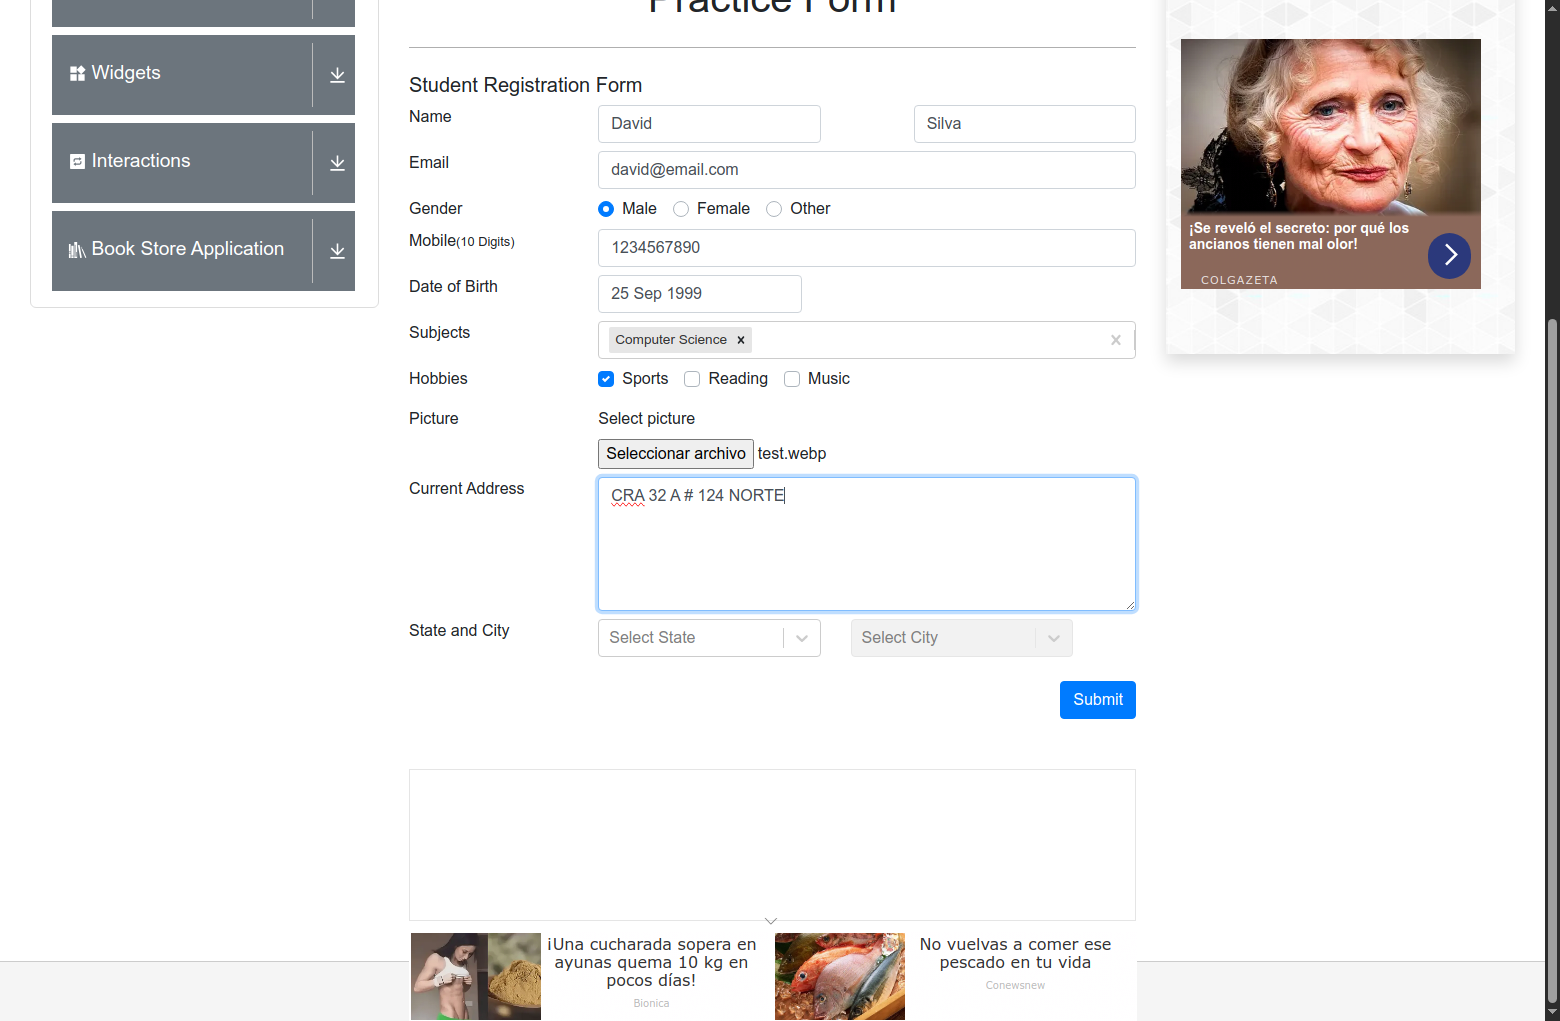 Practice Form
Widgets
Interactions
Book Store Application
Student Registration Form
Name
David
Silva
Email
david@email.com
Gender
Male
Female
Other
Mobile(10 Digits)
1234567890
Date of Birth
25 Sep 1999
Subjects
Computer Science
Hobbies
Sports
Reading
Music
Picture
Select picture
Seleccionar archivo test.webp
Current Address
CRA 32 A # 124 NORTE
State and City
Select State
Select City
Submit
¡Se reveló el secreto: por qué los
ancianos tienen mal olor!
COLGAZETA
¡Una cucharada sopera en
ayunas quema 10 kg en
pocos días!
Bionica
No vuelvas a comer ese
pescado en tu vida
Conewsnew